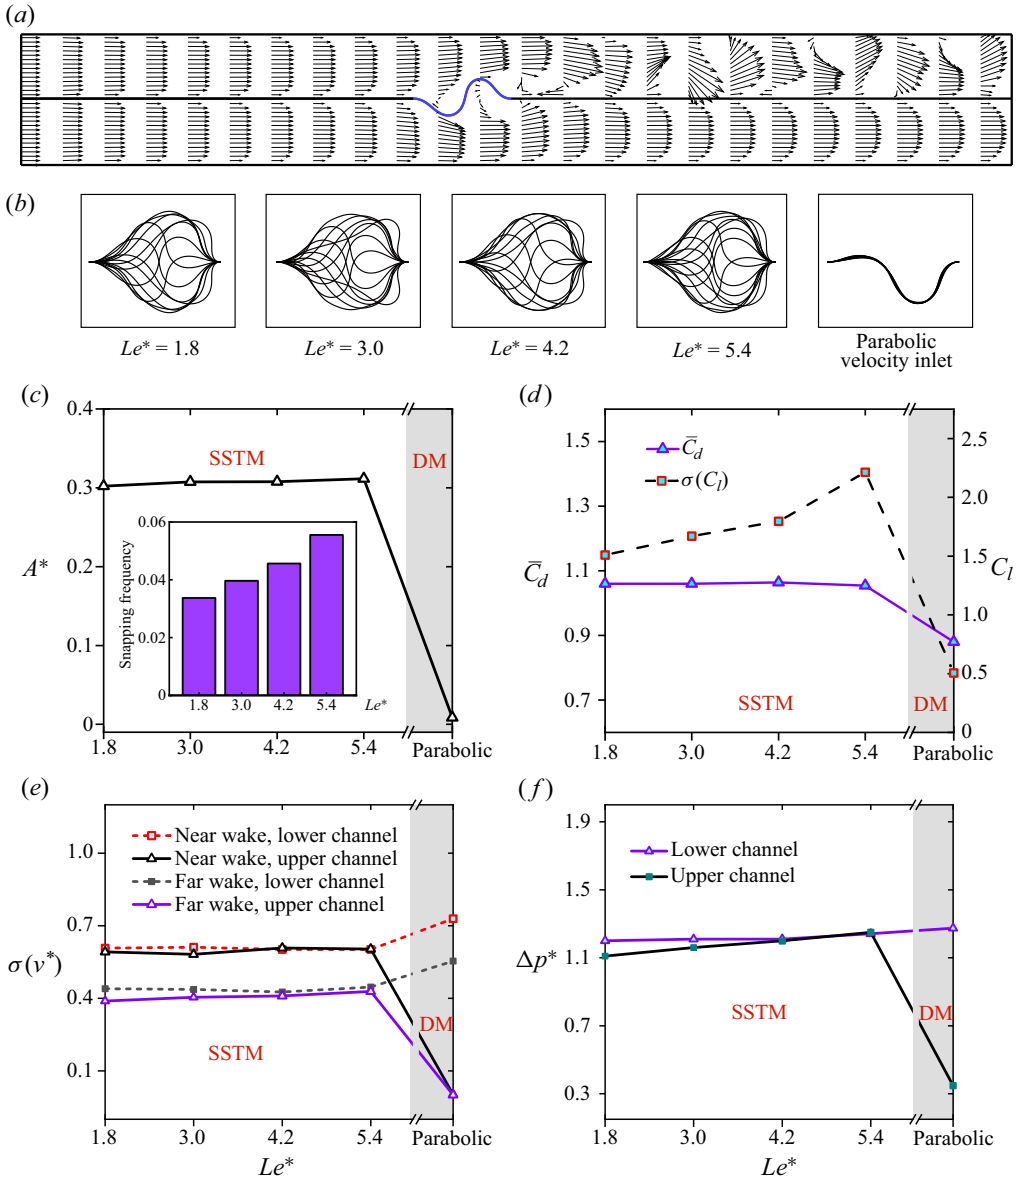 (a)
(b)
Le* = 1.8
Le* = 3.0
Le* = 4.2
Le* = 5.4
Parabolic
velocity inlet
(c)
0.4
0.3
0.2
0.1
0
A*
SSTM
DM
0.06
0.04
0.02
0
Snapping frequency
1.8
3.0
4.2
5.4
Le*
1.8
3.0
4.2
5.4
Parabolic
(d)
1.5
1.3
1.1
0.9
0.7
C̄d
C̄d
σ(Cl)
2.5
2.0
1.5
1.0
0.5
0
Cl
SSTM
DM
1.8
3.0
4.2
5.4
Parabolic
(e)
1.0
0.7
0.4
0.1
σ(v*)
Near wake, lower channel
Near wake, upper channel
Far wake, lower channel
Far wake, upper channel
SSTM
DM
1.8
3.0
4.2
5.4
Parabolic
Le*
(f)
1.9
1.5
1.1
0.7
0.3
Δp*
Lower channel
Upper channel
SSTM
DM
1.8
3.0
4.2
5.4
Parabolic
Le*